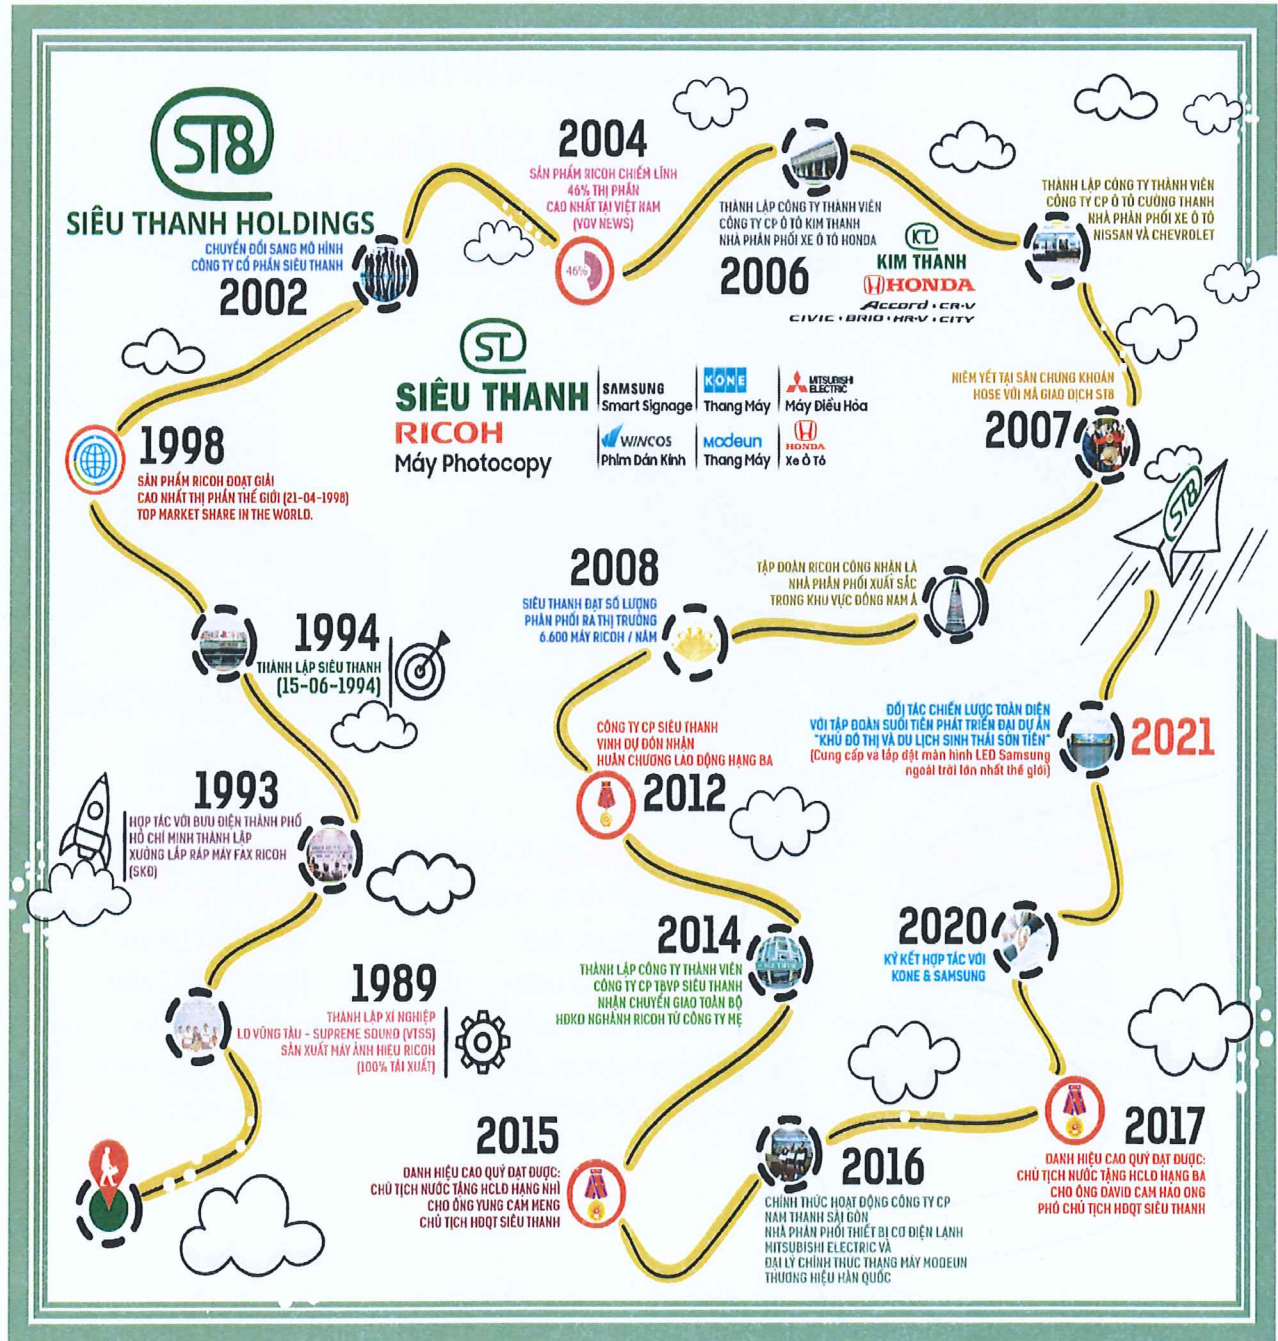 ST8
SIÊU THANH HOLDINGS
CHUYỂN ĐỔI SANG MÔ HÌNH
CÔNG TY CỔ PHẦN SIÊU THANH
2002
2004
SẢN PHẨM RICOH CHIẾM LĨNH
46% THỊ PHẦN
CAO NHẤT TẠI VIỆT NAM
(VOV NEWS)
46%
THÀNH LẬP CÔNG TY THÀNH VIÊN
CÔNG TY CP Ô TÔ KIM THANH
NHÀ PHÂN PHỐI XE Ô TÔ HONDA
2006
KT
KIM THANH
HONDA
Accord · CR-V
CIVIC · BRIO · HR-V · CITY
THÀNH LẬP CÔNG TY THÀNH VIÊN
CÔNG TY CP Ô TÔ CƯỜNG THANH
NHÀ PHÂN PHỐI XE Ô TÔ
NISSAN VÀ CHEVROLET
ST
SIÊU THANH
RICOH
Máy Photocopy
SAMSUNG
Smart Signage
KONE
Thang Máy
MITSUBISHI
ELECTRIC
Máy Điều Hòa
WINCOS
Phim Dán Kính
Modeun
Thang Máy
HONDA
Xe Ô Tô
NIÊM YẾT TẠI SÀN CHỨNG KHOÁN
HOSE VỚI MÃ GIAO DỊCH ST8
2007
ST8
1998
SẢN PHẨM RICOH ĐOẠT GIẢI
CAO NHẤT THỊ PHẦN THẾ GIỚI (21-04-1998)
TOP MARKET SHARE IN THE WORLD.
TẬP ĐOÀN RICOH CÔNG NHẬN LÀ
NHÀ PHÂN PHỐI XUẤT SẮC
TRONG KHU VỰC ĐÔNG NAM Á
2008
SIÊU THANH ĐẠT SỐ LƯỢNG
PHÂN PHỐI RA THỊ TRƯỜNG
6.600 MÁY RICOH / NĂM
1994
THÀNH LẬP SIÊU THANH
(15-06-1994)
CÔNG TY CP SIÊU THANH
VINH DỰ ĐÓN NHẬN
HUÂN CHƯƠNG LAO ĐỘNG HẠNG BA
2012
ĐỐI TÁC CHIẾN LƯỢC TOÀN DIỆN
VỚI TẬP ĐOÀN SUỐI TIÊN PHÁT TRIỂN ĐẠI DỰ ÁN
"KHU ĐÔ THỊ VÀ DU LỊCH SINH THÁI SƠN TIÊN"
(Cung cấp và lắp đặt màn hình LED Samsung
ngoài trời lớn nhất thế giới)
2021
1993
HỢP TÁC VỚI BƯU ĐIỆN THÀNH PHỐ
HỒ CHÍ MINH THÀNH LẬP
XƯỞNG LẮP RÁP MÁY FAX RICOH
(SKD)
2014
THÀNH LẬP CÔNG TY THÀNH VIÊN
CÔNG TY CP TBVP SIÊU THANH
NHẬN CHUYỂN GIAO TOÀN BỘ
HĐKD NGHÀNH RICOH TỪ CÔNG TY MẸ
2020
KÝ KẾT HỢP TÁC VỚI
KONE & SAMSUNG
1989
THÀNH LẬP XÍ NGHIỆP
LD VŨNG TÀU - SUPREME SOUND (VTSS)
SẢN XUẤT MÁY ẢNH HIỆU RICOH
(100% TÁI XUẤT)
2015
DANH HIỆU CAO QUÝ ĐẠT ĐƯỢC:
CHỦ TỊCH NƯỚC TẶNG HCLĐ HẠNG NHÌ
CHO ÔNG YUNG CAM MENG
CHỦ TỊCH HĐQT SIÊU THANH
2016
CHÍNH THỨC HOẠT ĐỘNG CÔNG TY CP
NAM THANH SÀI GÒN
NHÀ PHÂN PHỐI THIẾT BỊ CƠ ĐIỆN LẠNH
MITSUBISHI ELECTRIC VÀ
ĐẠI LÝ CHÍNH THỨC THANG MÁY MODEUN
THƯƠNG HIỆU HÀN QUỐC
2017
DANH HIỆU CAO QUÝ ĐẠT ĐƯỢC:
CHỦ TỊCH NƯỚC TẶNG HCLĐ HẠNG BA
CHO ÔNG DAVID CAM HÁO ONG
PHÓ CHỦ TỊCH HĐQT SIÊU THANH